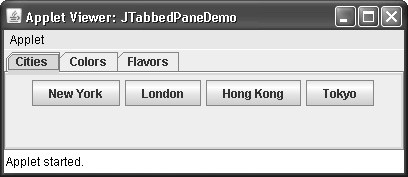 Applet Viewer: JTabbedPaneDemo
Applet
Cities Colors Flavors
New York London Hong Kong Tokyo
Applet started.